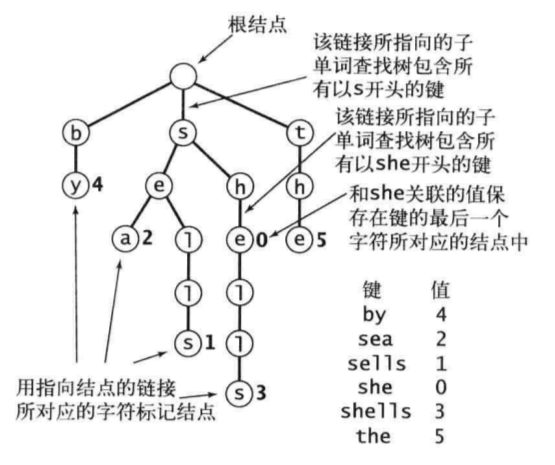 根结点
该链接所指向的子
单词查找树包含所
有以s开头的键
该链接所指向的子
单词查找树包含所
有以she开头的键
和she关联的值保
存在键的最后一个
字符所对应的结点中
b
s
t
y 4
e
h
h
a 2
l
e 0
e 5
l
l
s 1
l
s 3
用指向结点的链接
所对应的字符标记结点
键 值
by 4
sea 2
sells 1
she 0
shells 3
the 5